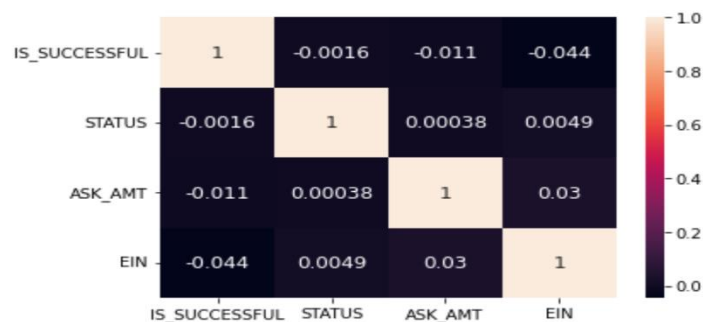 IS_SUCCESSFUL 1 -0.0016 -0.011 -0.044
STATUS -0.0016 1 0.00038 0.0049
ASK_AMT -0.011 0.00038 1 0.03
EIN -0.044 0.0049 0.03 1
IS_SUCCESSFUL STATUS ASK_AMT EIN
1.0
0.8
0.6
0.4
0.2
0.0